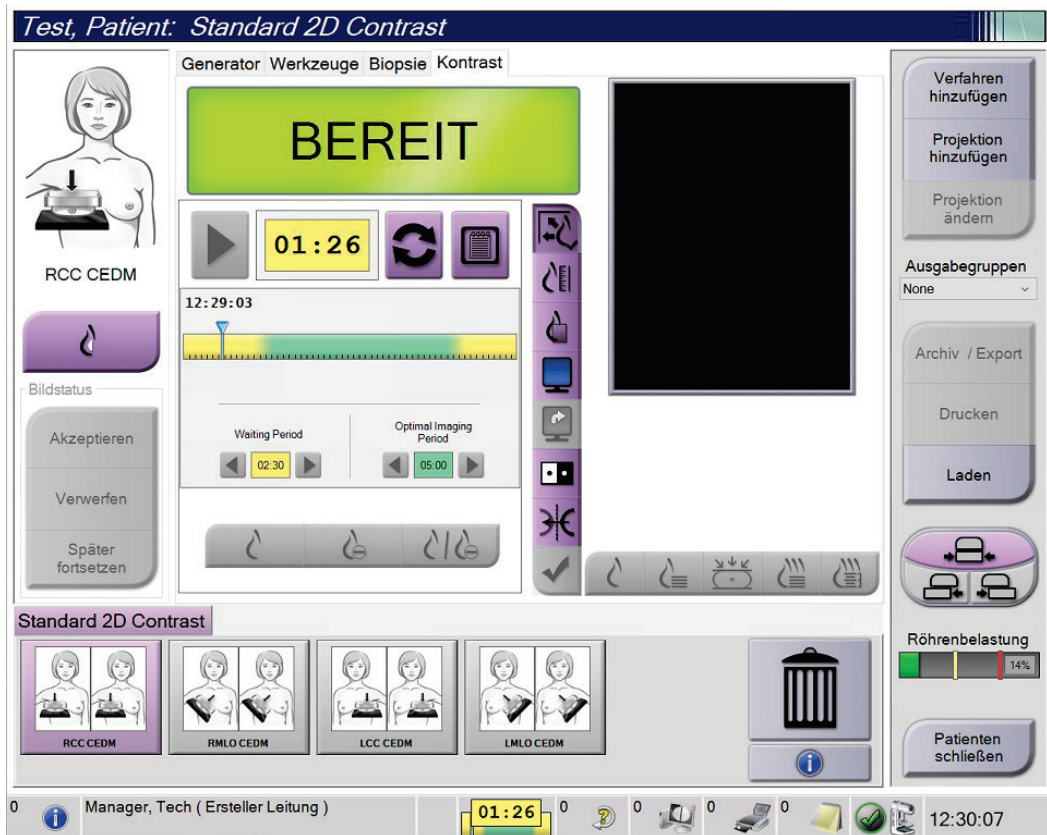 Test, Patient: Standard 2D Contrast
Generator Werkzeuge Biopsie Kontrast
BEREIT
01:26
12:29:03
Waiting Period
Optimal Imaging
Period
02:30
05:00
RCC CEDM
Bildstatus
Akzeptieren
Verwerfen
Später
fortsetzen
Verfahren
hinzufügen
Projektion
hinzufügen
Projektion
ändern
Ausgabegruppen
None
Archiv / Export
Drucken
Laden
Röhrenbelastung
14%
Patienten
schließen
Standard 2D Contrast
RCC CEDM
RMLO CEDM
LCC CEDM
LMLO CEDM
0
Manager, Tech ( Ersteller Leitung )
01:26
0
0
0
0
12:30:07